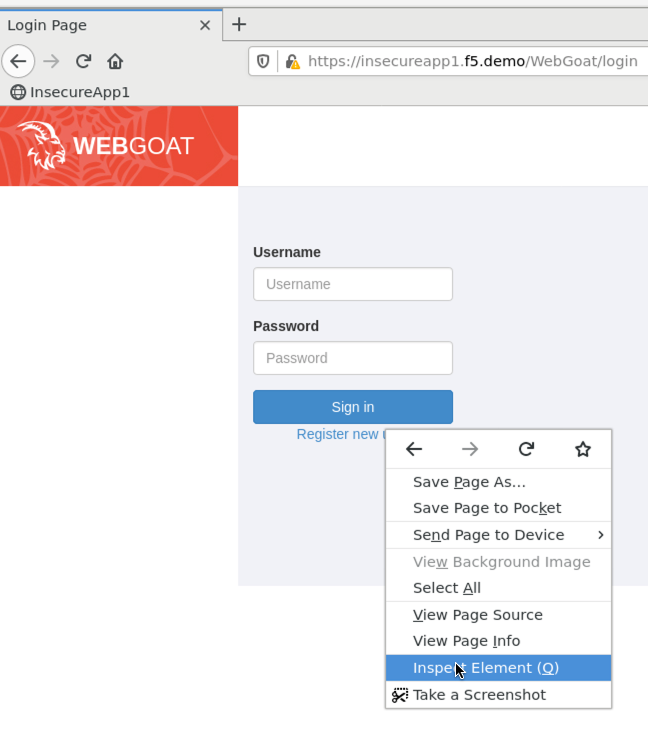 Login Page
https://insecureapp1.f5.demo/WebGoat/login
InsecureApp1
WEBGOAT
Username
Username
Password
Password
Sign in
Register new
Save Page As...
Save Page to Pocket
Send Page to Device
View Background Image
Select All
View Page Source
View Page Info
Inspect Element (Q)
Take a Screenshot